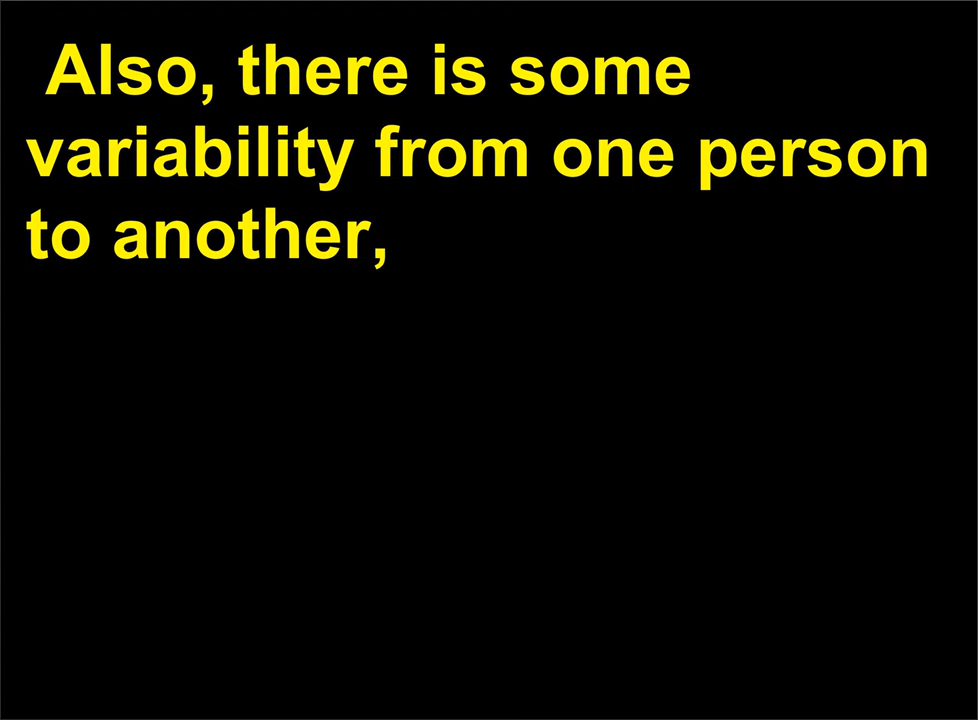 Also, there is some
variability from one person
to another,